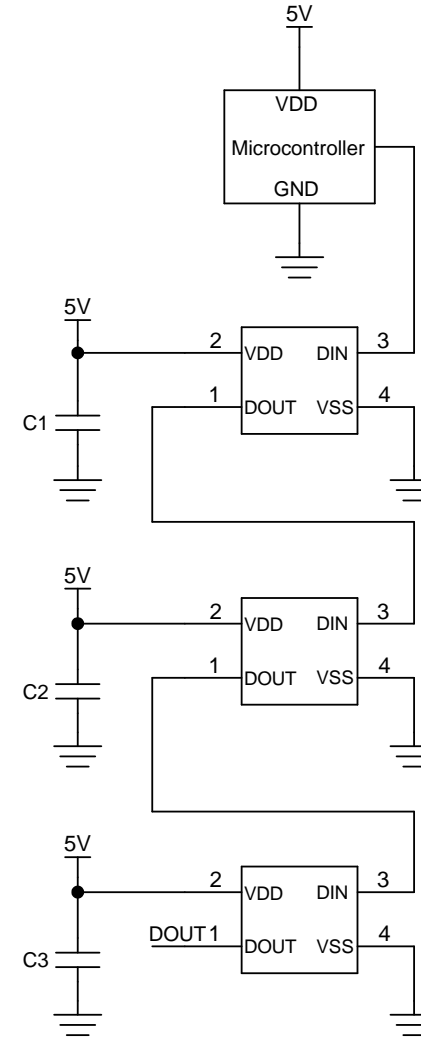 5V
VDD
Microcontroller
GND
5V
2 VDD DIN 3
1 DOUT VSS 4
C1
5V
2 VDD DIN 3
1 DOUT VSS 4
C2
5V
2 VDD DIN 3
DOUT 1 DOUT VSS 4
C3